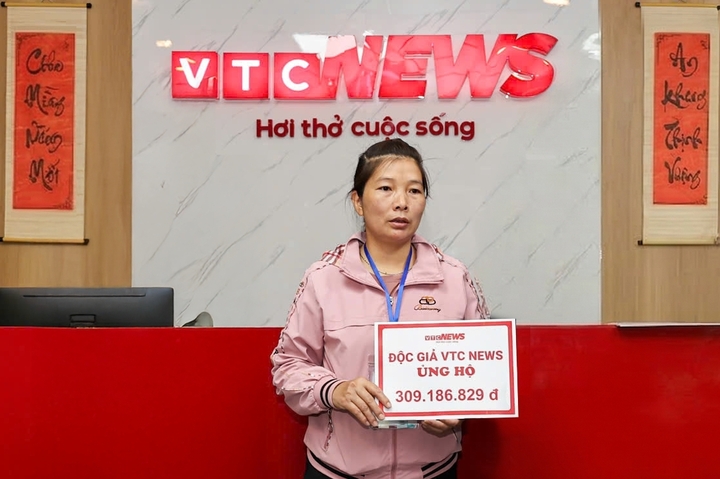 VTC NEWS
Hơi thở cuộc sống
Chúc
Mừng
Năm
Mới
An
Khang
Thịnh
Vượng
VTC NEWS
ĐỘC GIẢ VTC NEWS
ỦNG HỘ
309.186.829 đ